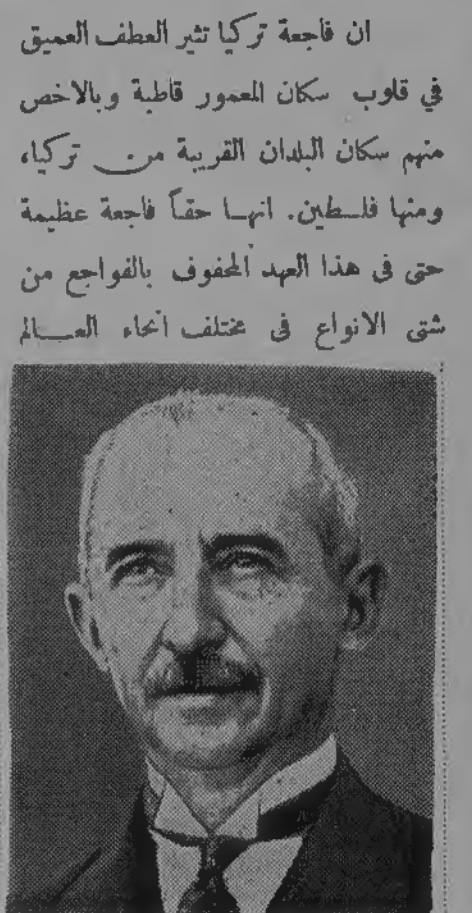 ان فاجعة تركيا تثير العطف العميق
في قلوب سكان المعمور قاطبة وبالاخص
منهم سكان البلدان القريبة من تركيا،
ومنها فلسطين. انها حقاً فاجعة عظيمة
حتى في هذا العهد المحفوف بالفواجع من
شتى الانواع في مختلف انحاء العالم